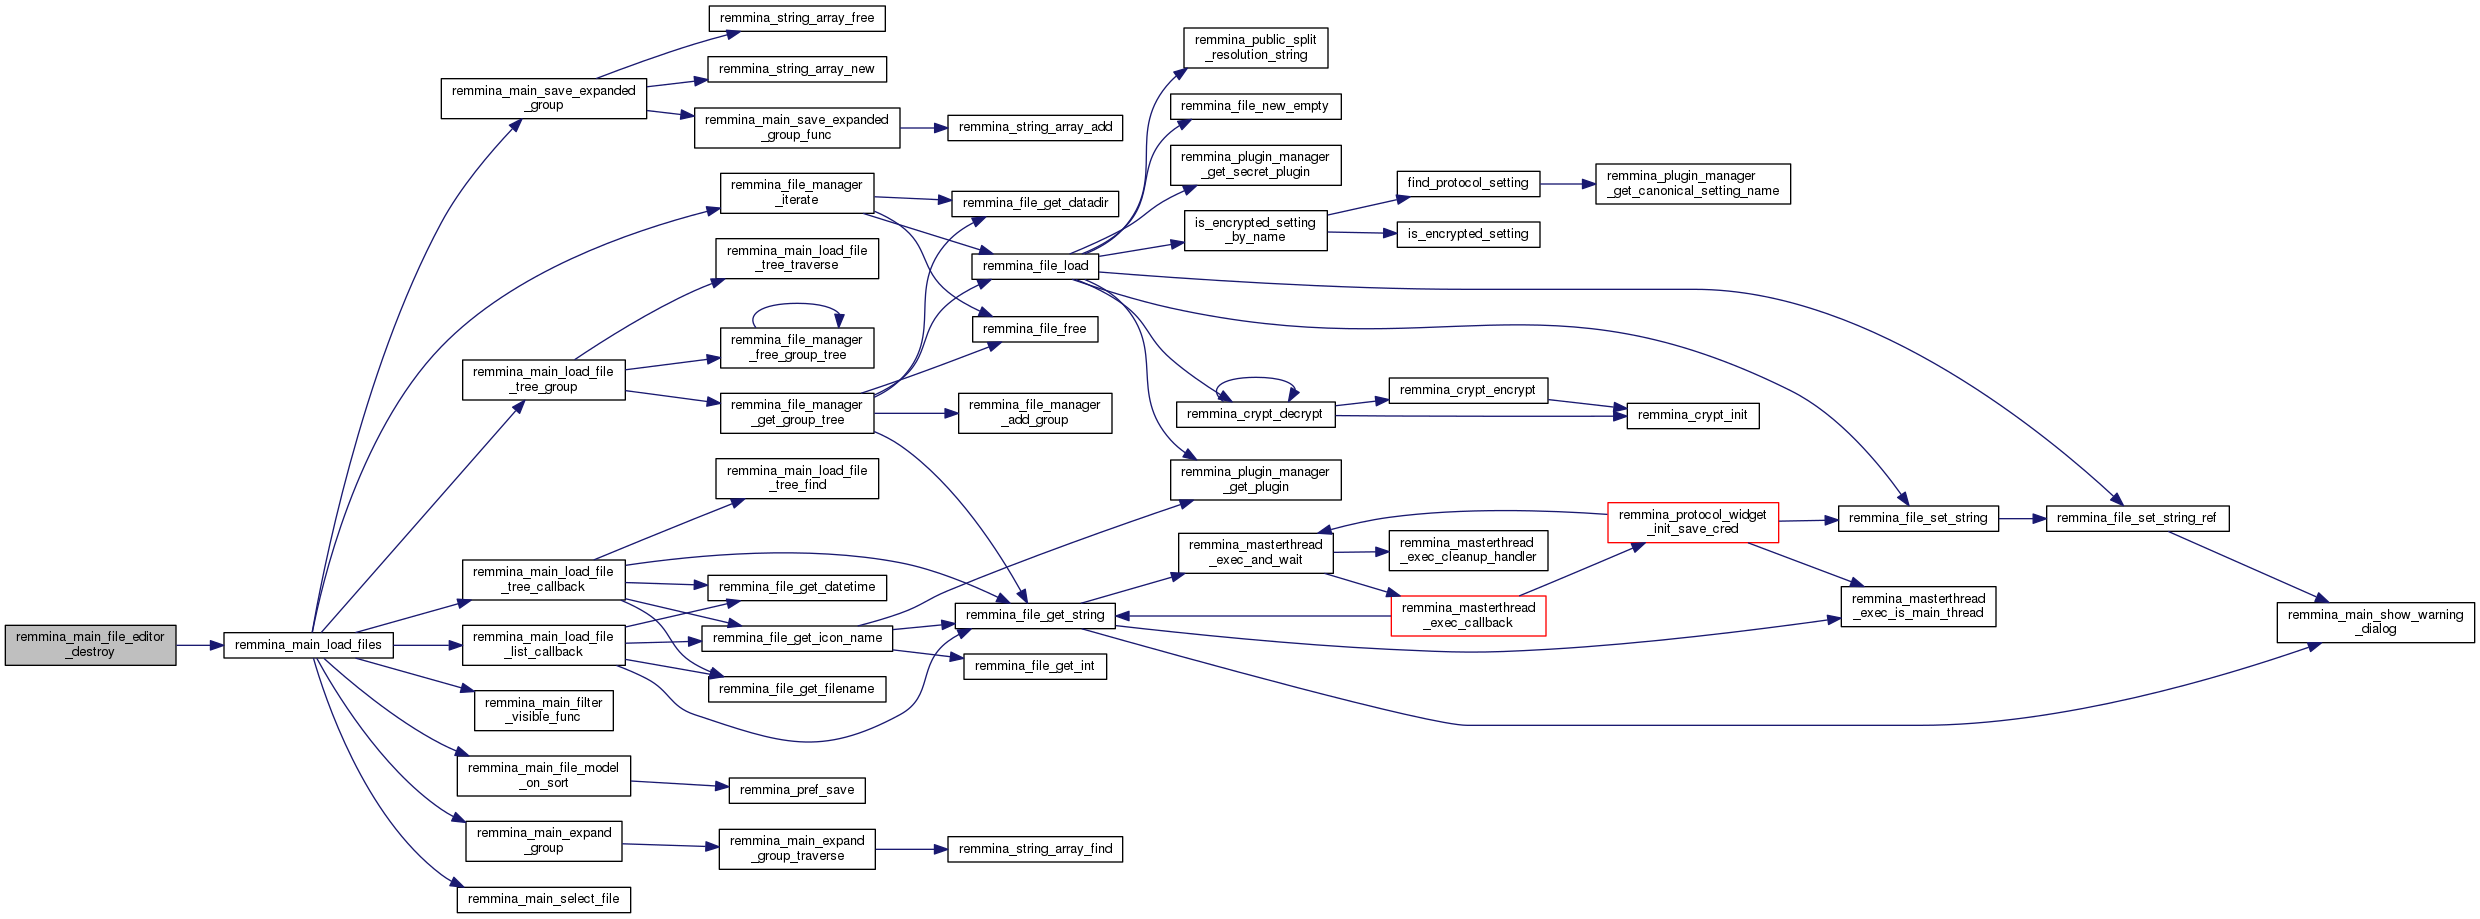 remmina_main_file_editor
_destroy
remmina_main_load_files
remmina_main_save_expanded
_group
remmina_string_array_free
remmina_string_array_new
remmina_main_save_expanded
_group_func
remmina_string_array_add
remmina_file_manager
_iterate
remmina_file_get_datadir
remmina_main_load_file
_tree_traverse
remmina_file_load
remmina_file_free
remmina_main_load_file
_tree_group
remmina_file_manager
_free_group_tree
remmina_file_manager
_get_group_tree
remmina_file_manager
_add_group
remmina_main_load_file
_tree_find
remmina_main_load_file
_tree_callback
remmina_file_get_datetime
remmina_main_load_file
_list_callback
remmina_file_get_icon_name
remmina_file_get_filename
remmina_file_get_string
remmina_file_get_int
remmina_main_filter
_visible_func
remmina_main_file_model
_on_sort
remmina_pref_save
remmina_main_expand
_group
remmina_main_expand
_group_traverse
remmina_string_array_find
remmina_main_select_file
remmina_public_split
_resolution_string
remmina_file_new_empty
remmina_plugin_manager
_get_secret_plugin
is_encrypted_setting
_by_name
find_protocol_setting
remmina_plugin_manager
_get_canonical_setting_name
is_encrypted_setting
remmina_crypt_decrypt
remmina_crypt_encrypt
remmina_crypt_init
remmina_plugin_manager
_get_plugin
remmina_masterthread
_exec_and_wait
remmina_masterthread
_exec_cleanup_handler
remmina_masterthread
_exec_callback
remmina_protocol_widget
_init_save_cred
remmina_file_set_string
remmina_file_set_string_ref
remmina_masterthread
_exec_is_main_thread
remmina_main_show_warning
_dialog